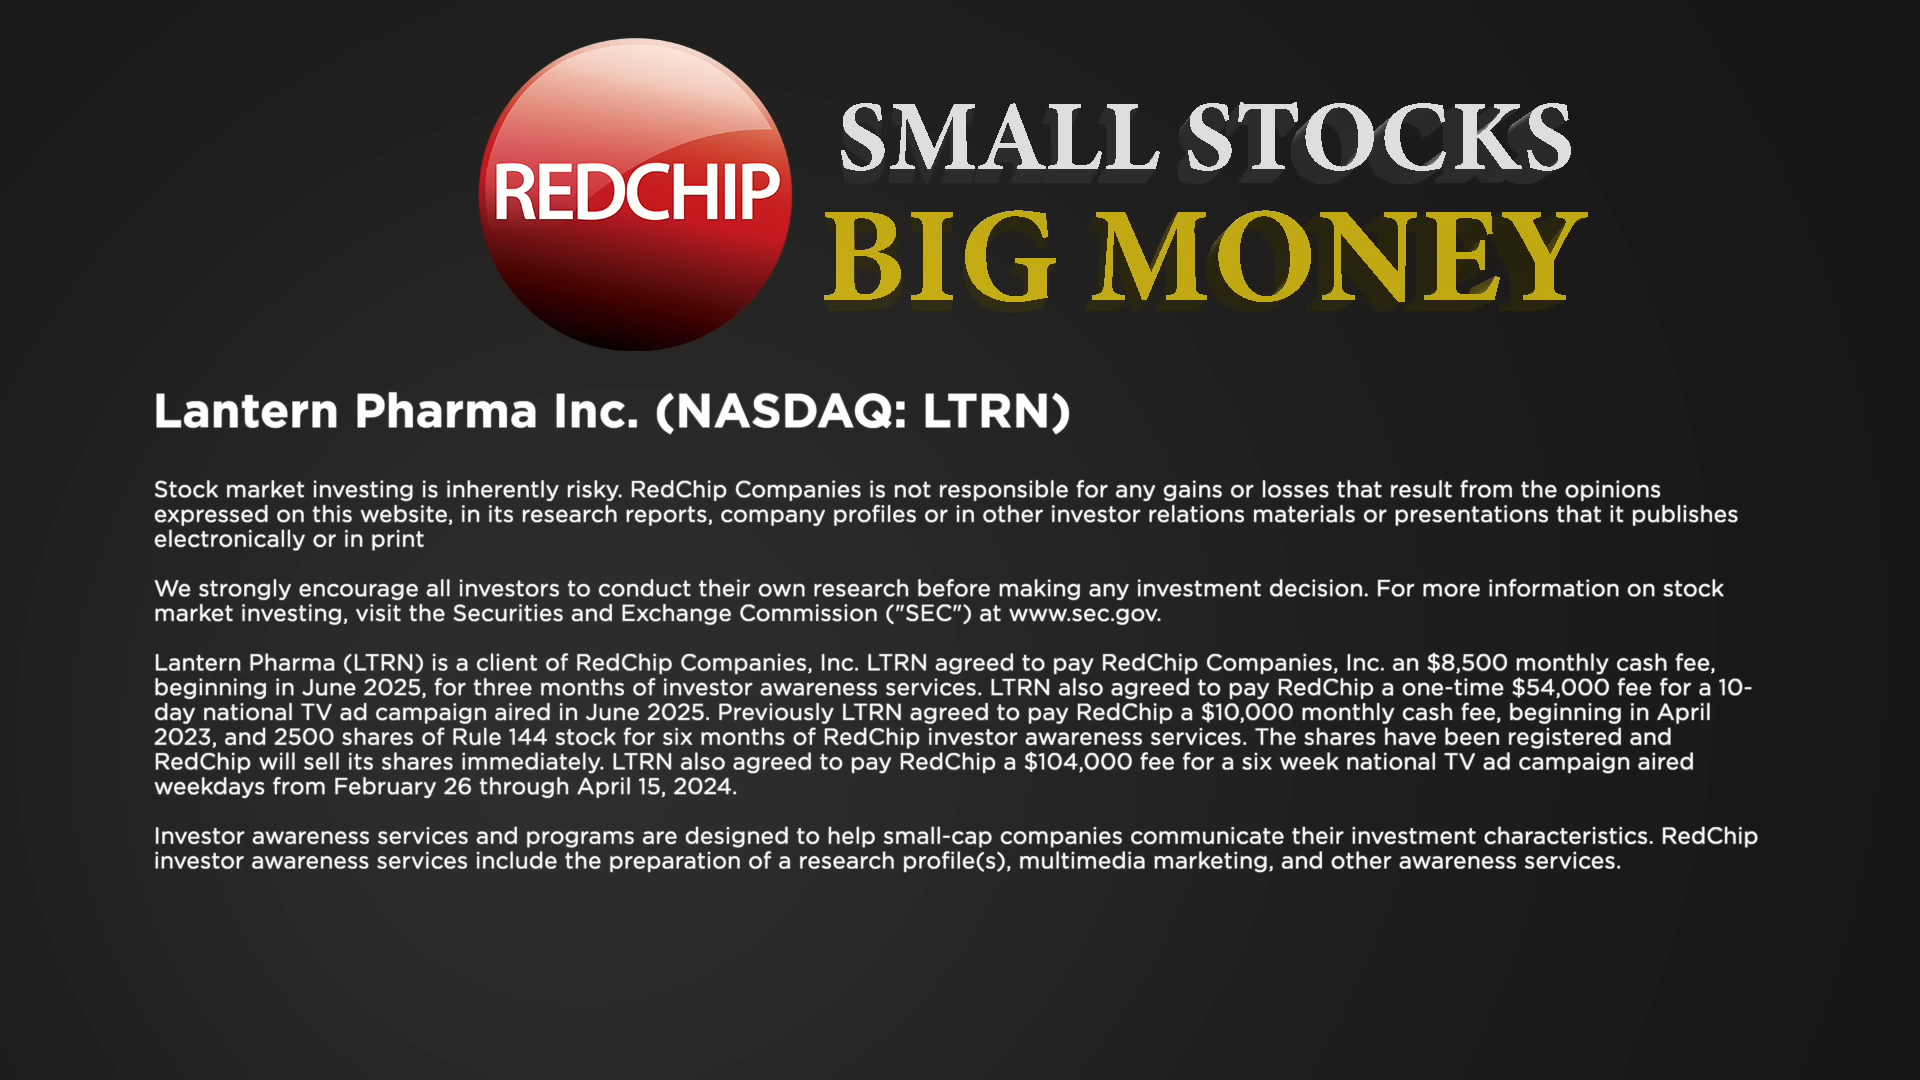 REDCHIP
SMALL STOCKS
BIG MONEY
Lantern Pharma Inc. (NASDAQ: LTRN)
Stock market investing is inherently risky. RedChip Companies is not responsible for any gains or losses that result from the opinions
expressed on this website, in its research reports, company profiles or in other investor relations materials or presentations that it publishes
electronically or in print
We strongly encourage all investors to conduct their own research before making any investment decision. For more information on stock
market investing, visit the Securities and Exchange Commission ("SEC") at www.sec.gov.
Lantern Pharma (LTRN) is a client of RedChip Companies, Inc. LTRN agreed to pay RedChip Companies, Inc. an $8,500 monthly cash fee,
beginning in June 2025, for three months of investor awareness services. LTRN also agreed to pay RedChip a one-time $54,000 fee for a 10-
day national TV ad campaign aired in June 2025. Previously LTRN agreed to pay RedChip a $10,000 monthly cash fee, beginning in April
2023, and 2500 shares of Rule 144 stock for six months of RedChip investor awareness services. The shares have been registered and
RedChip will sell its shares immediately. LTRN also agreed to pay RedChip a $104,000 fee for a six week national TV ad campaign aired
weekdays from February 26 through April 15, 2024.
Investor awareness services and programs are designed to help small-cap companies communicate their investment characteristics. RedChip
investor awareness services include the preparation of a research profile(s), multimedia marketing, and other awareness services.